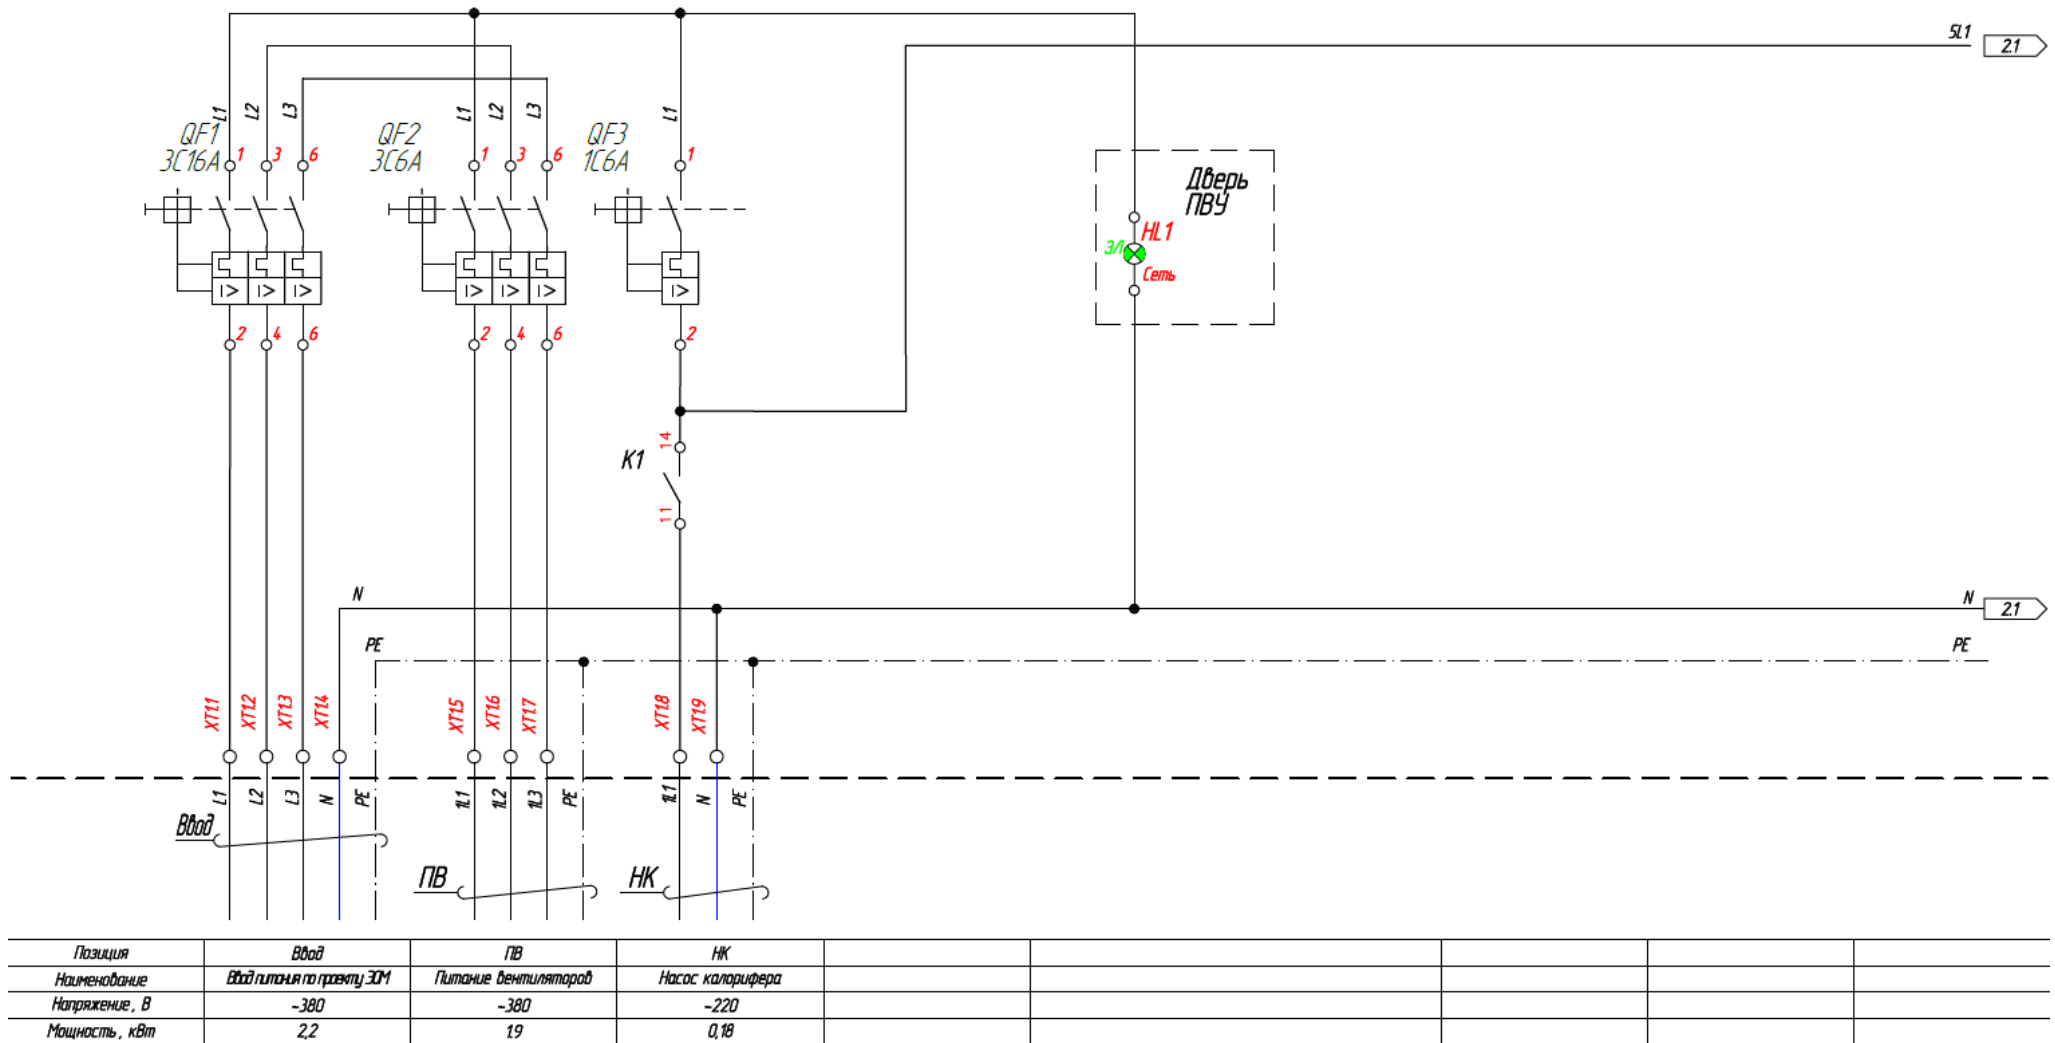 5L1
2.1
L1
L2
L3
L1
L2
L3
L1
QF1
3C16A
1
3
6
QF2
3C6A
1
3
6
QF3
1C6A
1
Дверь
ПВУ
HL1
Сеть
I>
I>
I>
I>
I>
I>
I>
2
4
6
2
4
6
2
14
K1
11
N
N
2.1
PE
PE
XT1.1
XT1.2
XT1.3
XT1.4
XT1.5
XT1.6
XT1.7
XT1.8
XT1.9
L1
L2
L3
N
PE
1L1
1L2
1L3
PE
1L1
N
PE
Ввод
ПВ
НК
Позиция Ввод ПВ НК
Наименование Ввод питания по проекту ЭОМ Питание вентиляторов Насос калорифера
Напряжение, В ~380 ~380 ~220
Мощность, кВт 2,2 1,9 0,18